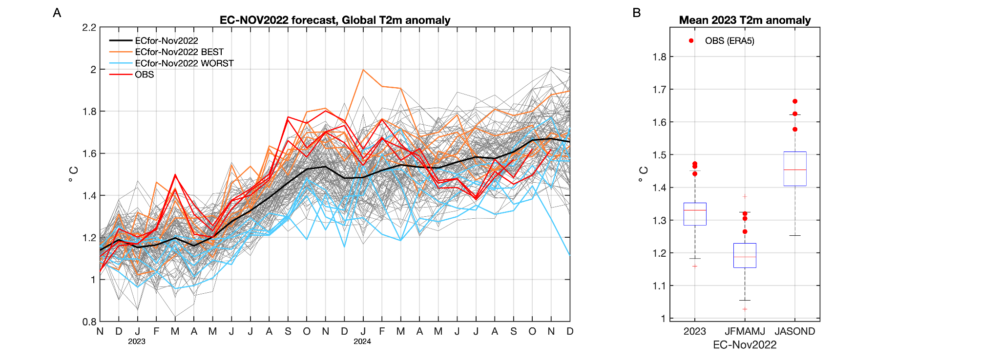 A
EC-NOV2022 forecast, Global T2m anomaly
2.2
2
1.8
1.6
1.4
1.2
1
0.8
° C
ECfor-Nov2022
ECfor-Nov2022 BEST
ECfor-Nov2022 WORST
OBS
N D J F M A M J J A S O N D J F M A M J J A S O N D
2023 2024
B
Mean 2023 T2m anomaly
OBS (ERA5)
1.8
1.7
1.6
1.5
1.4
1.3
1.2
1.1
1
° C
2023 JFMAMJ JASOND
EC-Nov2022